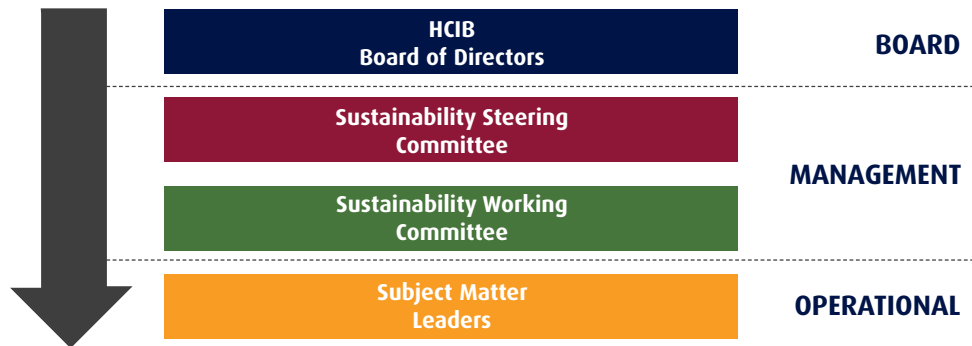 HCIB
Board of Directors
BOARD
Sustainability Steering
Committee
MANAGEMENT
Sustainability Working
Committee
Subject Matter
Leaders
OPERATIONAL